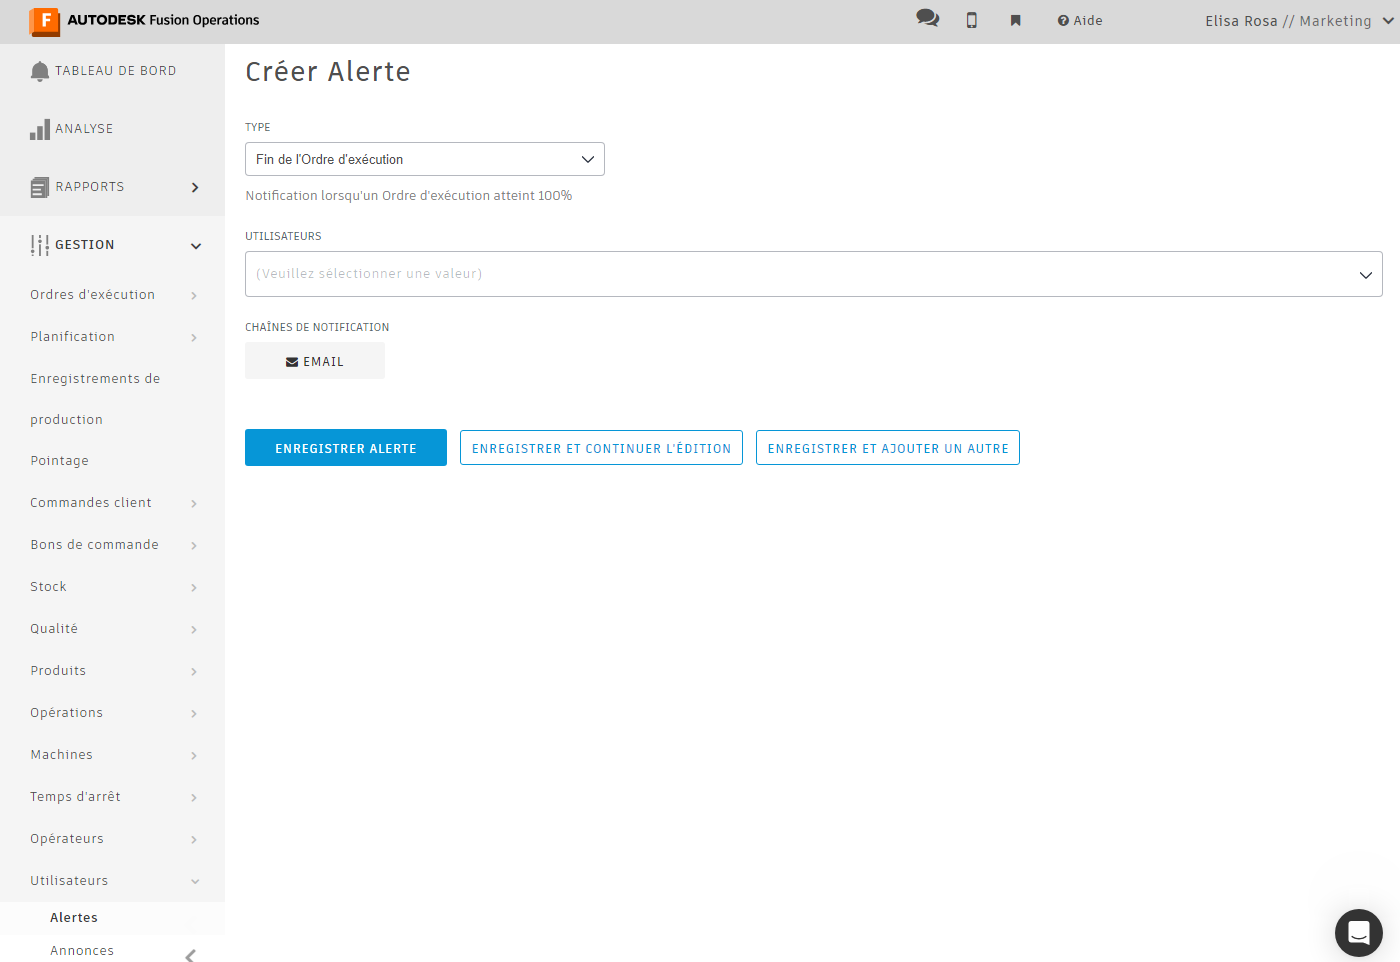 AUTODESK Fusion Operations
Aide
Elisa Rosa // Marketing
TABLEAU DE BORD
ANALYSE
RAPPORTS
GESTION
Ordres d'exécution
Planification
Enregistrements de
production
Pointage
Commandes client
Bons de commande
Stock
Qualité
Produits
Opérations
Machines
Temps d'arrêt
Opérateurs
Utilisateurs
Alertes
Annonces
Créer Alerte
TYPE
Fin de l'Ordre d'exécution
Notification lorsqu'un Ordre d'exécution atteint 100%
UTILISATEURS
(Veuillez sélectionner une valeur)
CHAÎNES DE NOTIFICATION
EMAIL
ENREGISTRER ALERTE
ENREGISTRER ET CONTINUER L'ÉDITION
ENREGISTRER ET AJOUTER UN AUTRE